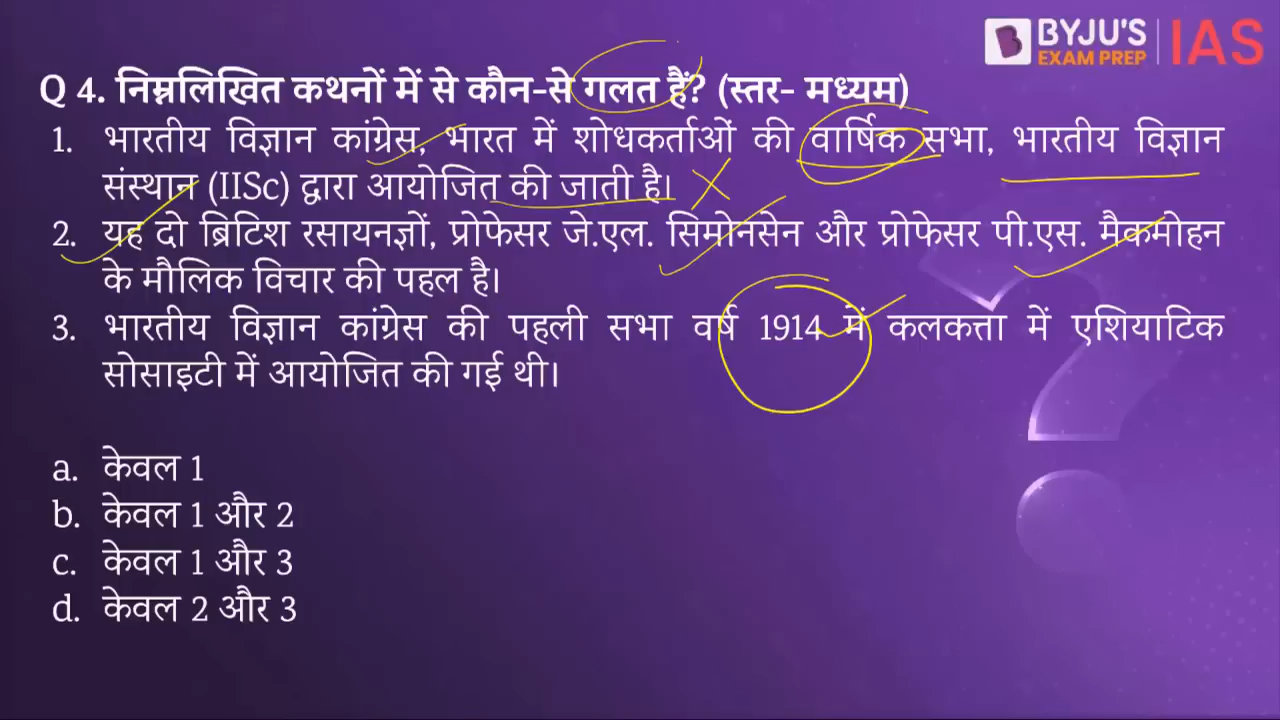 BYJU'S IAS
EXAM PREP
Q 4. निम्नलिखित कथनों में से कौन-से गलत हैं? (स्तर- मध्यम)
1. भारतीय विज्ञान कांग्रेस, भारत में शोधकर्ताओं की वार्षिक सभा, भारतीय विज्ञान
संस्थान (IISc) द्वारा आयोजित की जाती है।
2. यह दो ब्रिटिश रसायनज्ञों, प्रोफेसर जे.एल. सिमोनसेन और प्रोफेसर पी.एस. मैकमोहन
के मौलिक विचार की पहल है।
3. भारतीय विज्ञान कांग्रेस की पहली सभा वर्ष 1914 में कलकत्ता में एशियाटिक
सोसाइटी में आयोजित की गई थी।
a. केवल 1
b. केवल 1 और 2
c. केवल 1 और 3
d. केवल 2 और 3